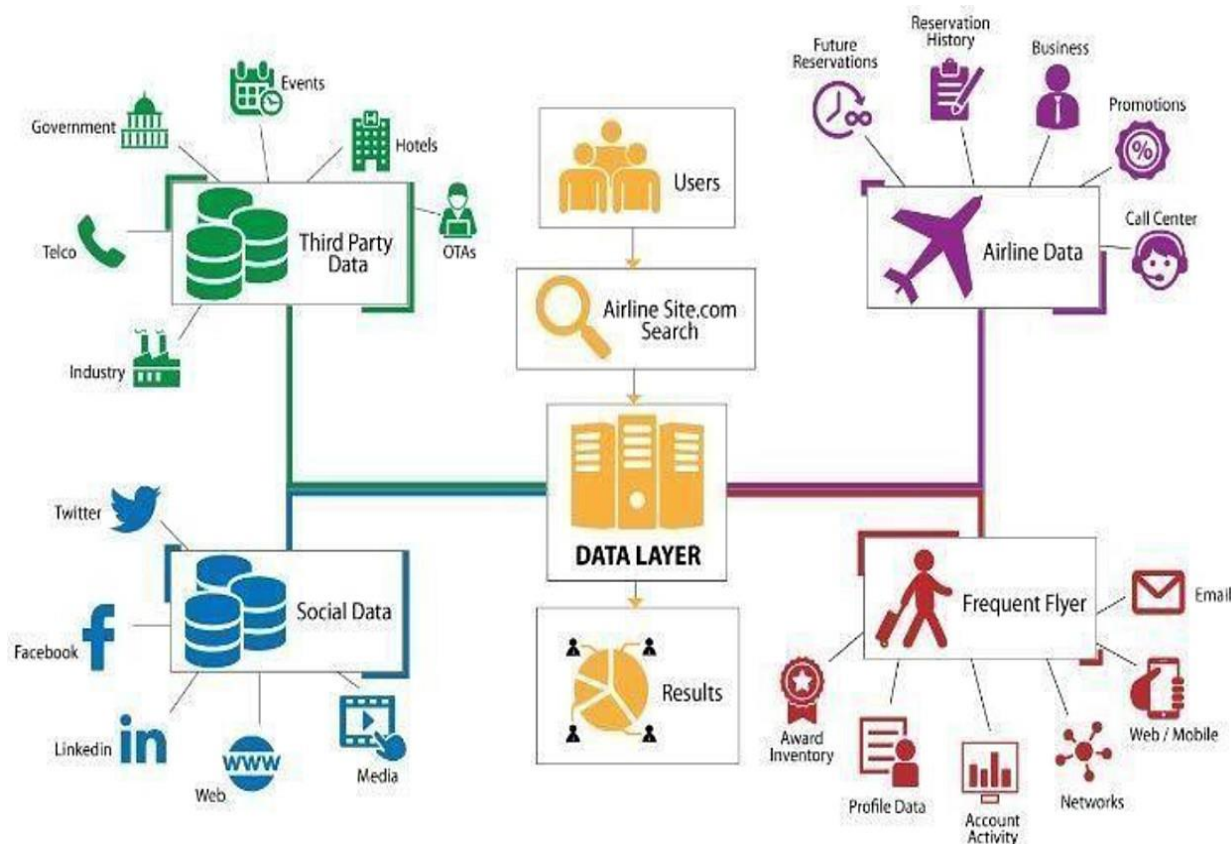 Government
Events
Hotels
OTAs
Telco
Industry
Third Party
Data
Users
Airline Site.com
Search
DATA LAYER
Results
Future
Reservations
Reservation
History
Business
Promotions
%
Call Center
Airline Data
Twitter
Facebook
Linkedin
in
Web
www
Media
Social Data
Frequent Flyer
Email
Web / Mobile
Networks
Account
Activity
Profile Data
Award
Inventory
H
f